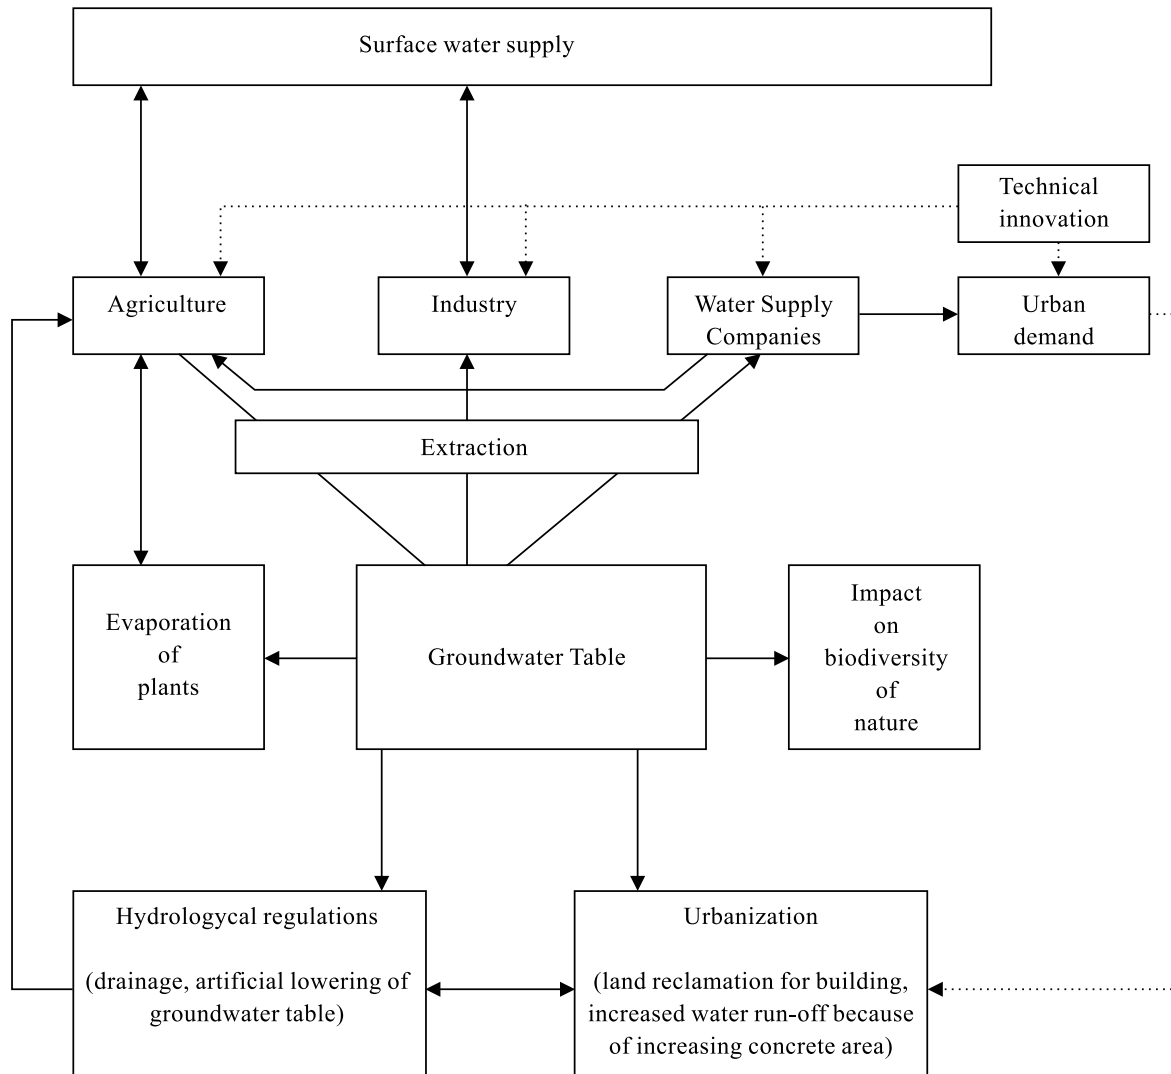 Surface water supply
Technical
innovation
Agriculture
Industry
Water Supply
Companies
Urban
demand
Extraction
Evaporation
of
plants
Groundwater Table
Impact
on
biodiversity
of
nature
Hydrologycal regulations
(drainage, artificial lowering of
groundwater table)
Urbanization
(land reclamation for building,
increased water run-off because
of increasing concrete area)